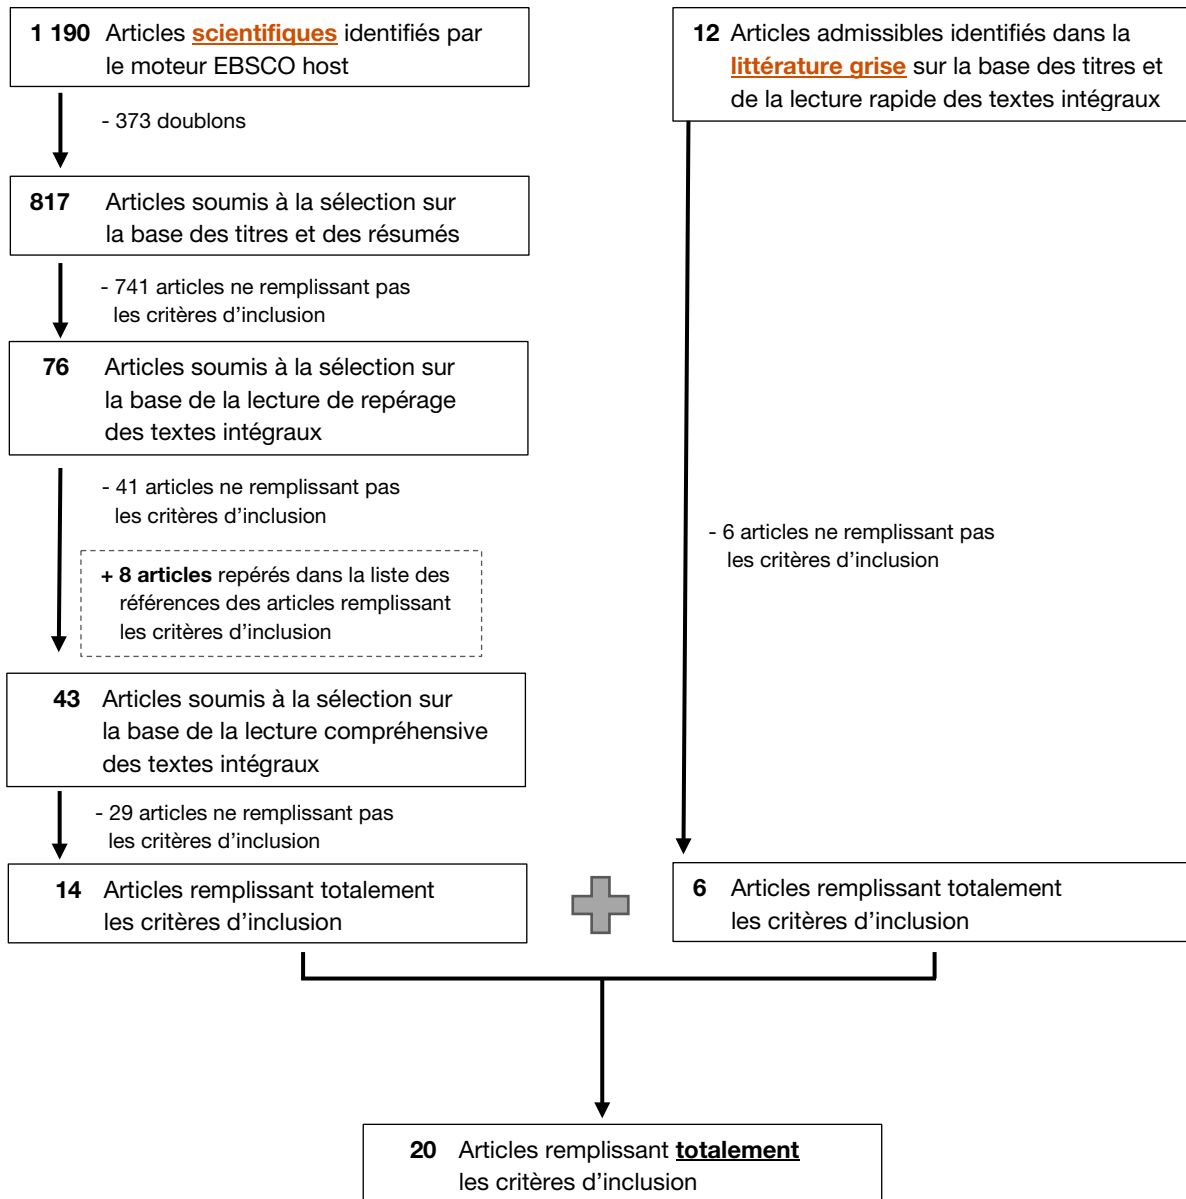 1 190 Articles scientifiques identifiés par
le moteur EBSCO host
- 373 doublons
817 Articles soumis à la sélection sur
la base des titres et des résumés
- 741 articles ne remplissant pas
les critères d’inclusion
76 Articles soumis à la sélection sur
la base de la lecture de repérage
des textes intégraux
- 41 articles ne remplissant pas
les critères d’inclusion
+ 8 articles repérés dans la liste des
références des articles remplissant
les critères d’inclusion
43 Articles soumis à la sélection sur
la base de la lecture compréhensive
des textes intégraux
- 29 articles ne remplissant pas
les critères d’inclusion
14 Articles remplissant totalement
les critères d’inclusion
12 Articles admissibles identifiés dans la
littérature grise sur la base des titres et
de la lecture rapide des textes intégraux
- 6 articles ne remplissant pas
les critères d’inclusion
6 Articles remplissant totalement
les critères d’inclusion
20 Articles remplissant totalement
les critères d’inclusion